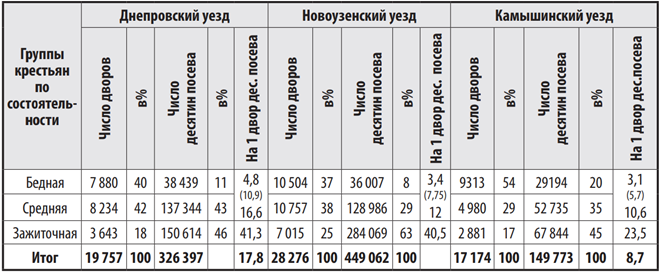 Группы крестьян по состоятель-ности | Днепровский уезд | Новоузенский уезд | Камышинский уезд
Число дворов | в% | Число десятин посева | в% | На 1 двор дес. посева | Число дворов | в% | Число десятин посева | в% | На 1 двор дес. посева | Число дворов | в% | Число десятин посева | в% | На 1 двор дес.посева
Бедная | 7 880 | 40 | 38 439 | 11 | 4,8 | 10 504 | 37 | 36 007 | 8 | 3,4 | 9313 | 54 | 29194 | 20 | 3,1
(10,9) | (7,75) | (5,7)
Средняя | 8 234 | 42 | 137 344 | 43 | 16,6 | 10 757 | 38 | 128 986 | 29 | 12 | 4 980 | 29 | 52 735 | 35 | 10,6
Зажиточная | 3 643 | 18 | 150 614 | 46 | 41,3 | 7 015 | 25 | 284 069 | 63 | 40,5 | 2 881 | 17 | 67 844 | 45 | 23,5
Итог | 19 757 | 100 | 326 397 | 17,8 | 28 276 | 100 | 449 062 | 100 | 15,9 | 17 174 | 100 | 149 773 | 100 | 8,7